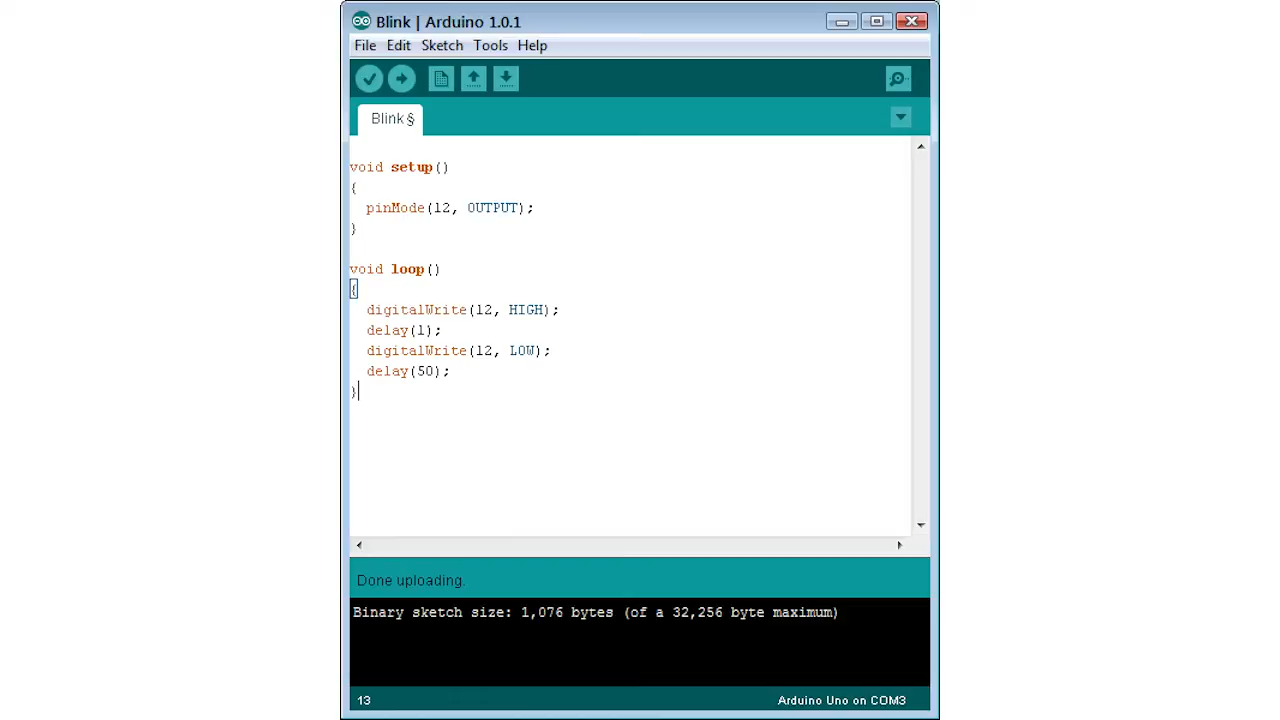 Blink | Arduino 1.0.1
File Edit Sketch Tools Help
Blink §
void setup()
{
  pinMode(12, OUTPUT);
}
void loop()
{
  digitalWrite(12, HIGH);
  delay(1);
  digitalWrite(12, LOW);
  delay(50);
}
Done uploading.
Binary sketch size: 1,076 bytes (of a 32,256 byte maximum)
13 Arduino Uno on COM3